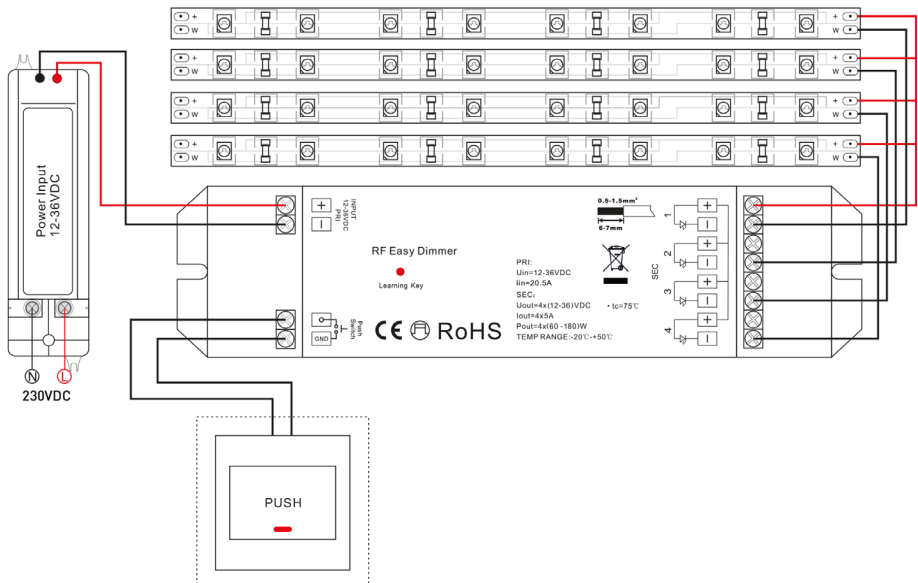 + +
W W
+ +
W W
+ +
W W
+ +
W W
Power Input
12-36VDC
N L
230VDC
+
−
INPUT
12-36VDC
PRI
RF Easy Dimmer
Learning Key
Push
Switch
GND
CE RoHS
0.5-1.5mm²
6-7mm
PRI:
Uin=12-36VDC
Iin=20.5A
SEC:
Uout=4x(12-36)VDC
• tc=75℃
Iout=4x5A
Pout=4x(60-180)W
TEMP RANGE:-20℃-+50℃
SEC
1
+
−
2
+
−
3
+
−
4
+
−
PUSH